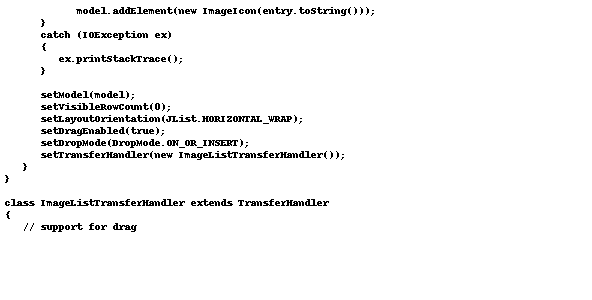 model.addElement(new ImageIcon(entry.toString()));
}
catch (IOException ex)
{
ex.printStackTrace();
}
setModel(model);
setVisibleRowCount(0);
setLayoutOrientation(JList.HORIZONTAL_WRAP);
setDragEnabled(true);
setDropMode(DropMode.ON_OR_INSERT);
setTransferHandler(new ImageListTransferHandler());
}
}
class ImageListTransferHandler extends TransferHandler
{
// support for drag